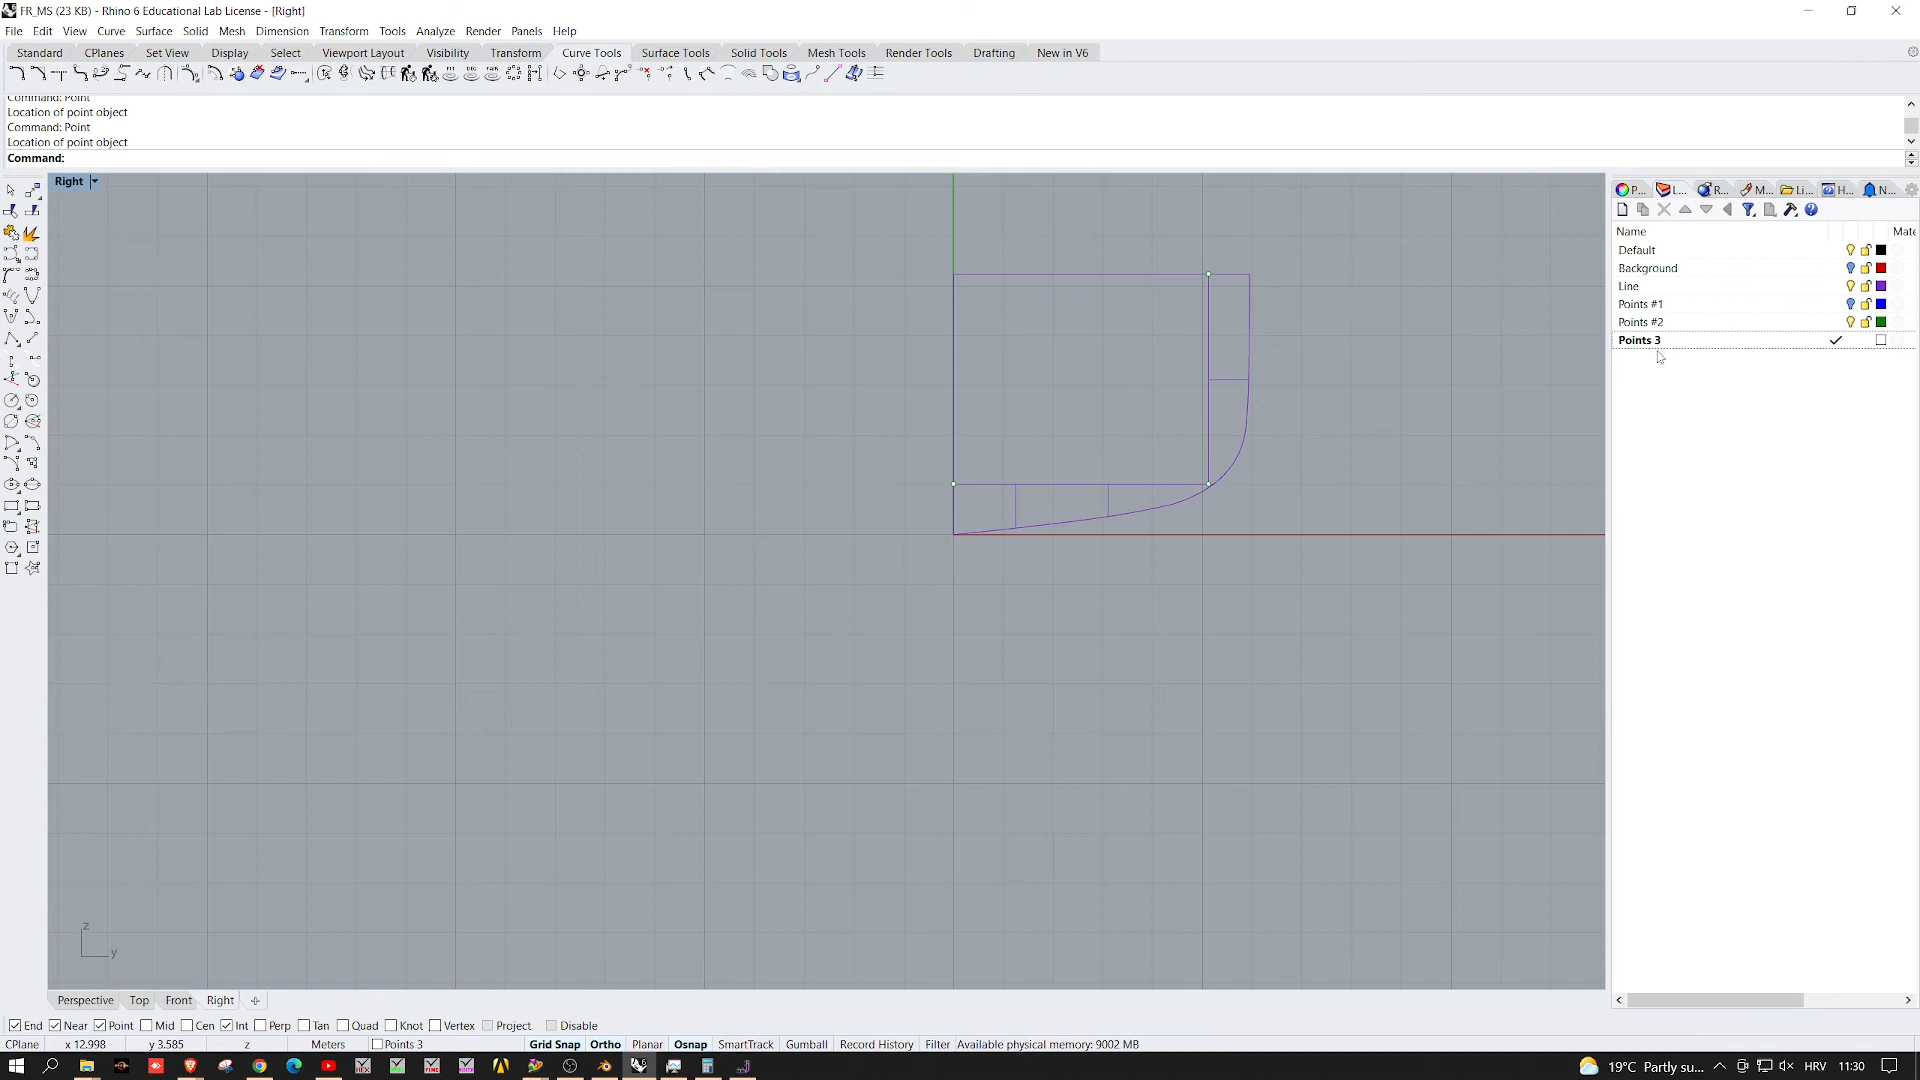 FR_MS (23 KB) - Rhino 6 Educational Lab License - [Right]
File Edit View Curve Surface Solid Mesh Dimension Transform Tools Analyze Render Panels Help
Standard CPlanes Set View Display Select Viewport Layout Visibility Transform Curve Tools Surface Tools Solid Tools Mesh Tools Render Tools Drafting New in V6
Command: Point
Location of point object
Command: Point
Location of point object
Command:
Right
P... L... R... M... Li... H... N...
Name Mate
Default
Background
Line
Points #1
Points #2
Points 3
z
y
Perspective Top Front Right
End Near Point Mid Cen Int Perp Tan Quad Knot Vertex Project Disable
CPlane x 12.998 y 3.585 z Meters Points 3 Grid Snap Ortho Planar Osnap SmartTrack Gumball Record History Filter Available physical memory: 9002 MB
19°C Partly su... HRV 11:30